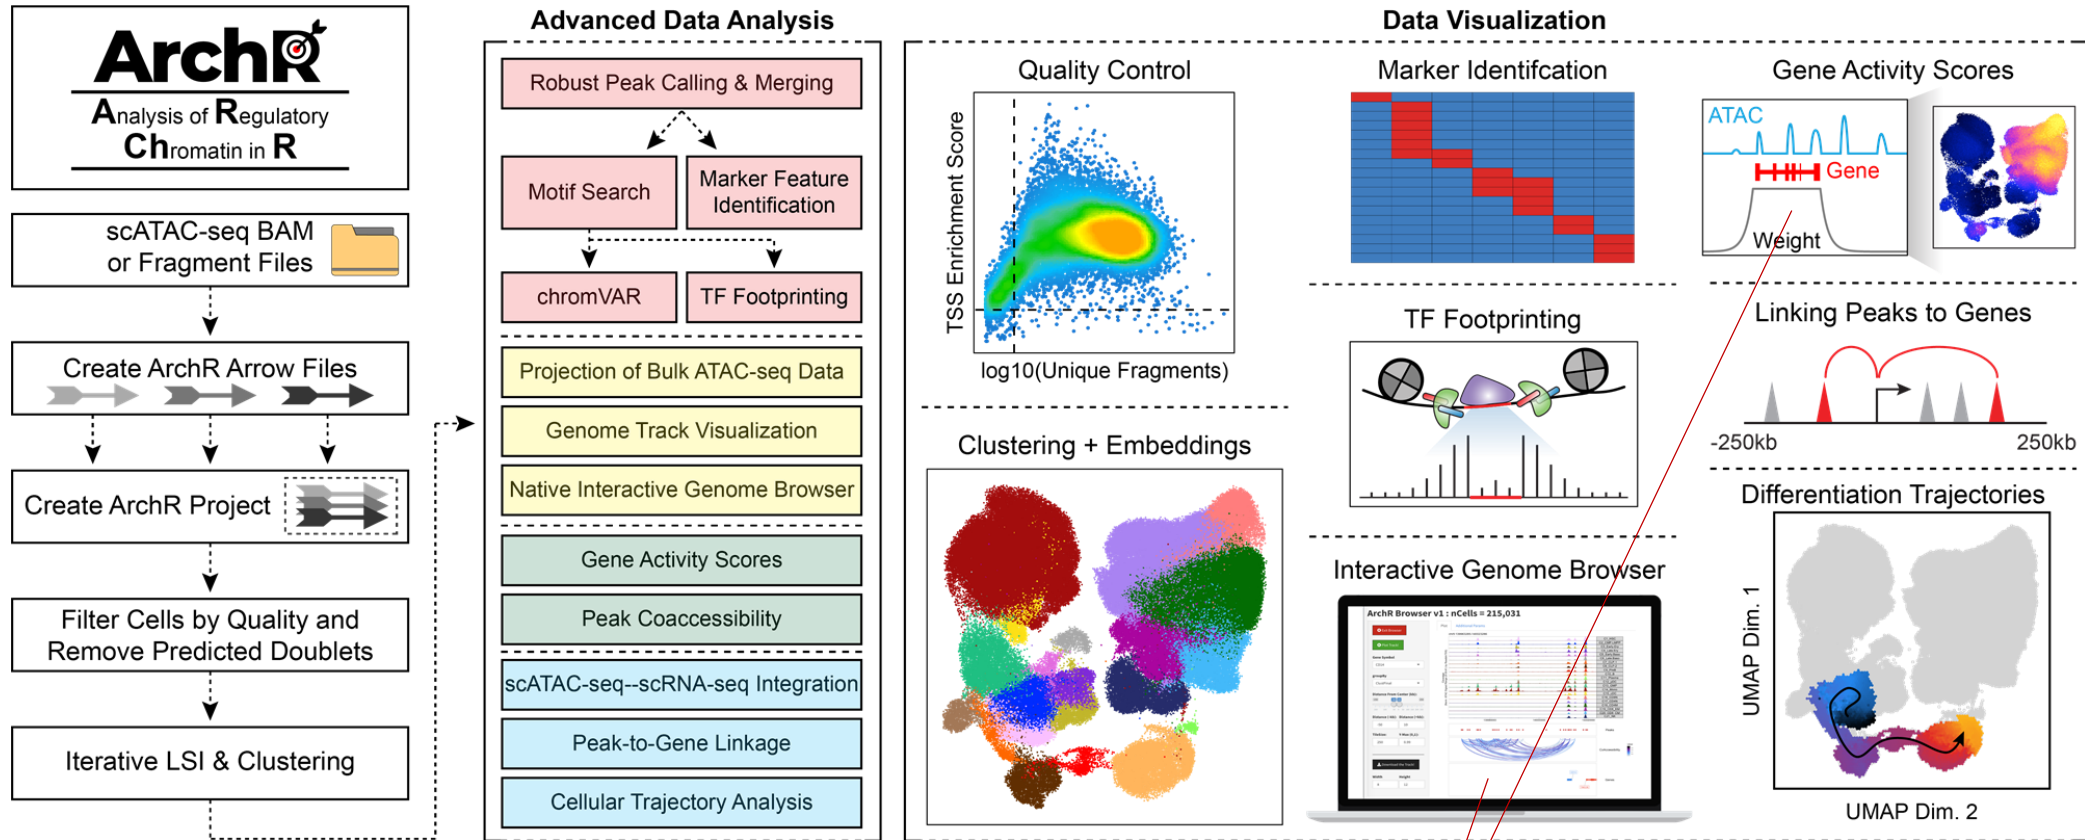 ArchR
Analysis of Regulatory
Chromatin in R
scATAC-seq BAM
or Fragment Files
Create ArchR Arrow Files
Create ArchR Project
Filter Cells by Quality and
Remove Predicted Doublets
Iterative LSI & Clustering
Advanced Data Analysis
Robust Peak Calling & Merging
Motif Search
Marker Feature
Identification
chromVAR
TF Footprinting
Projection of Bulk ATAC-seq Data
Genome Track Visualization
Native Interactive Genome Browser
Gene Activity Scores
Peak Coaccessibility
scATAC-seq--scRNA-seq Integration
Peak-to-Gene Linkage
Cellular Trajectory Analysis
Data Visualization
Quality Control
TSS Enrichment Score
log10(Unique Fragments)
Clustering + Embeddings
Marker Identifcation
TF Footprinting
Interactive Genome Browser
ArchR Browser v1 : nCells = 215,031
Gene Activity Scores
ATAC
Gene
Weight
Linking Peaks to Genes
-250kb
250kb
Differentiation Trajectories
UMAP Dim. 1
UMAP Dim. 2